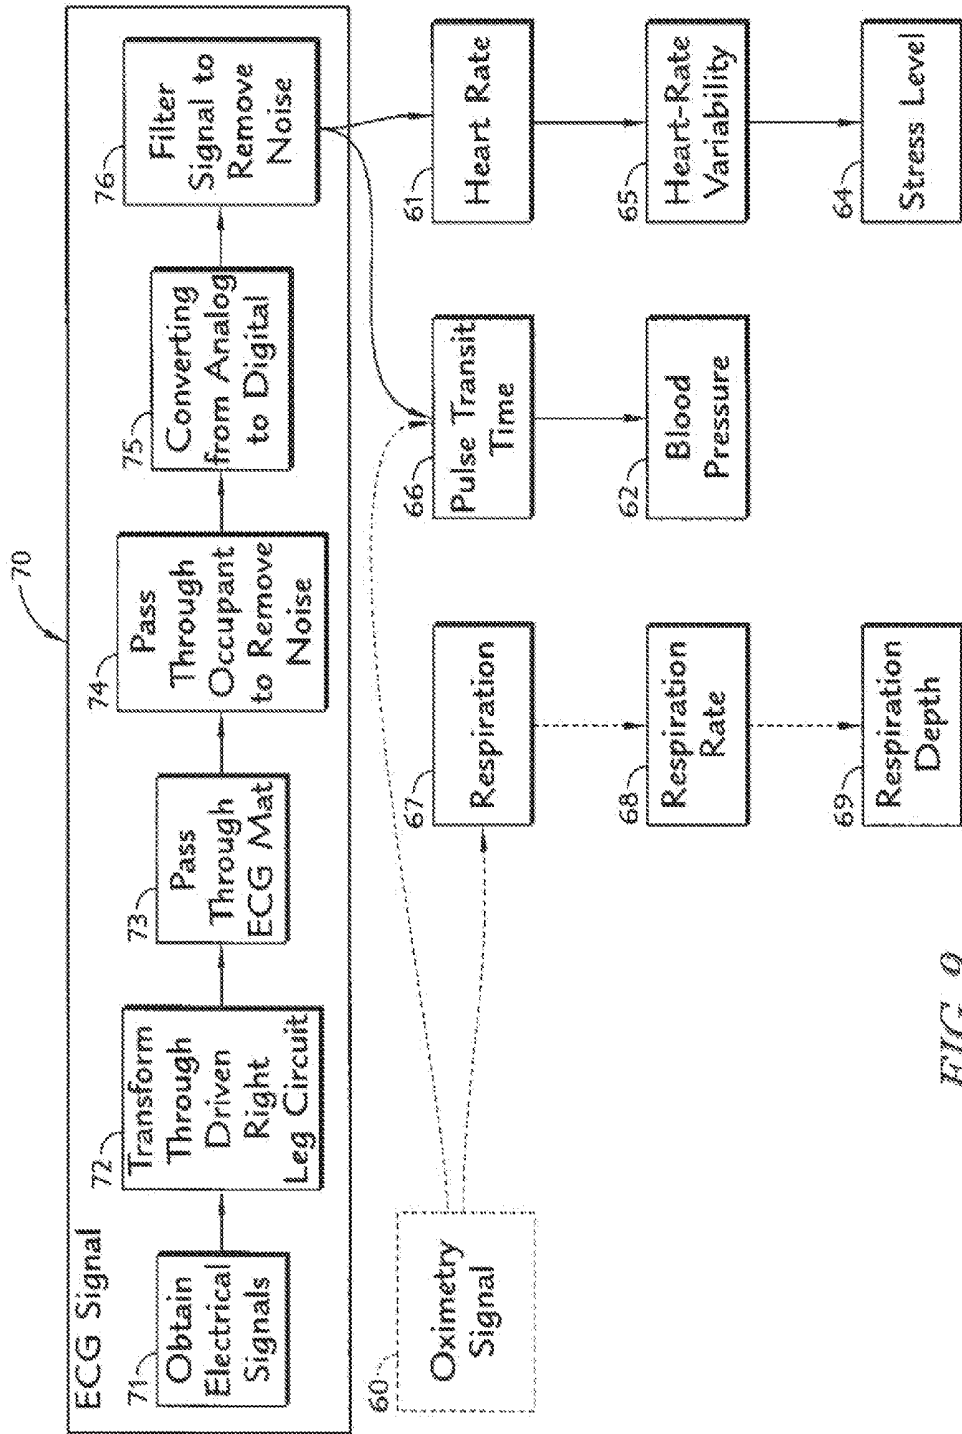 70
ECG Signal
71
Obtain
Electrical
Signals
72
Transform
Through
Driven
Right
Leg Circuit
73
Pass
Through
ECG Mat
74
Pass
Through
Occupant
to Remove
Noise
75
Converting
from Analog
to Digital
76
Filter
Signal to
Remove
Noise
60
Oximetry
Signal
67
Respiration
66
Pulse Transit
Time
61
Heart Rate
68
Respiration
Rate
62
Blood
Pressure
65
Heart-Rate
Variability
69
Respiration
Depth
64
Stress Level
FIG. 9